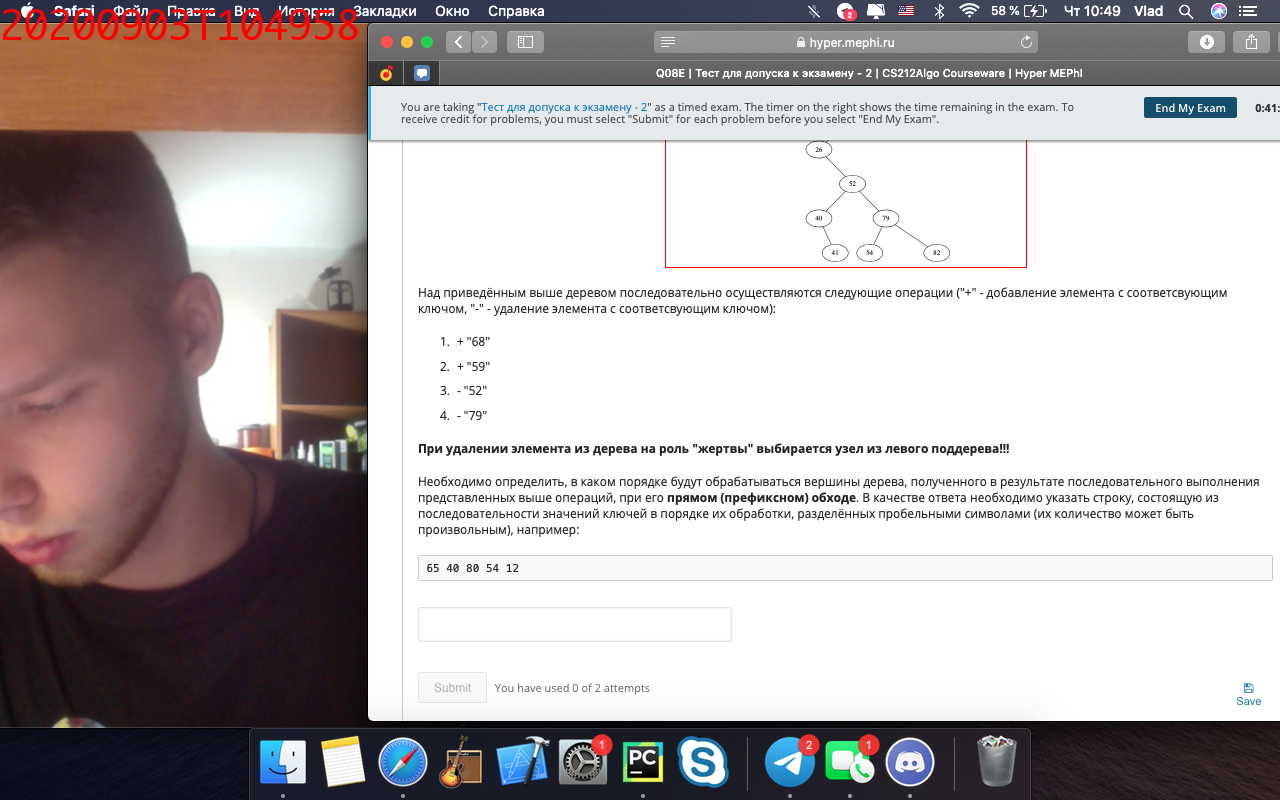 20200903T104958
Safari Файл Правка Вид История Закладки Окно Справка
2
58 %
Чт 10:49 Vlad
hyper.mephi.ru
Q08E | Тест для допуска к экзамену - 2 | CS212Algo Courseware | Hyper MEPhI
You are taking "Тест для допуска к экзамену - 2" as a timed exam. The timer on the right shows the time remaining in the exam. To
receive credit for problems, you must select "Submit" for each problem before you select "End My Exam".
End My Exam
0:41:
26
52
40 79
41 54 82
Над приведённым выше деревом последовательно осуществляются следующие операции ("+" - добавление элемента с соответсвующим
ключом, "-" - удаление элемента с соответсвующим ключом):
1. + "68"
2. + "59"
3. - "52"
4. - "79"
При удалении элемента из дерева на роль "жертвы" выбирается узел из левого поддерева!!!
Необходимо определить, в каком порядке будут обрабатываться вершины дерева, полученного в результате последовательного выполнения
представленных выше операций, при его прямом (префиксном) обходе. В качестве ответа необходимо указать строку, состоящую из
последовательности значений ключей в порядке их обработки, разделённых пробельными символами (их количество может быть
произвольным), например:
65 40 80 54 12
Submit
You have used 0 of 2 attempts
Save
1
PC
2
1